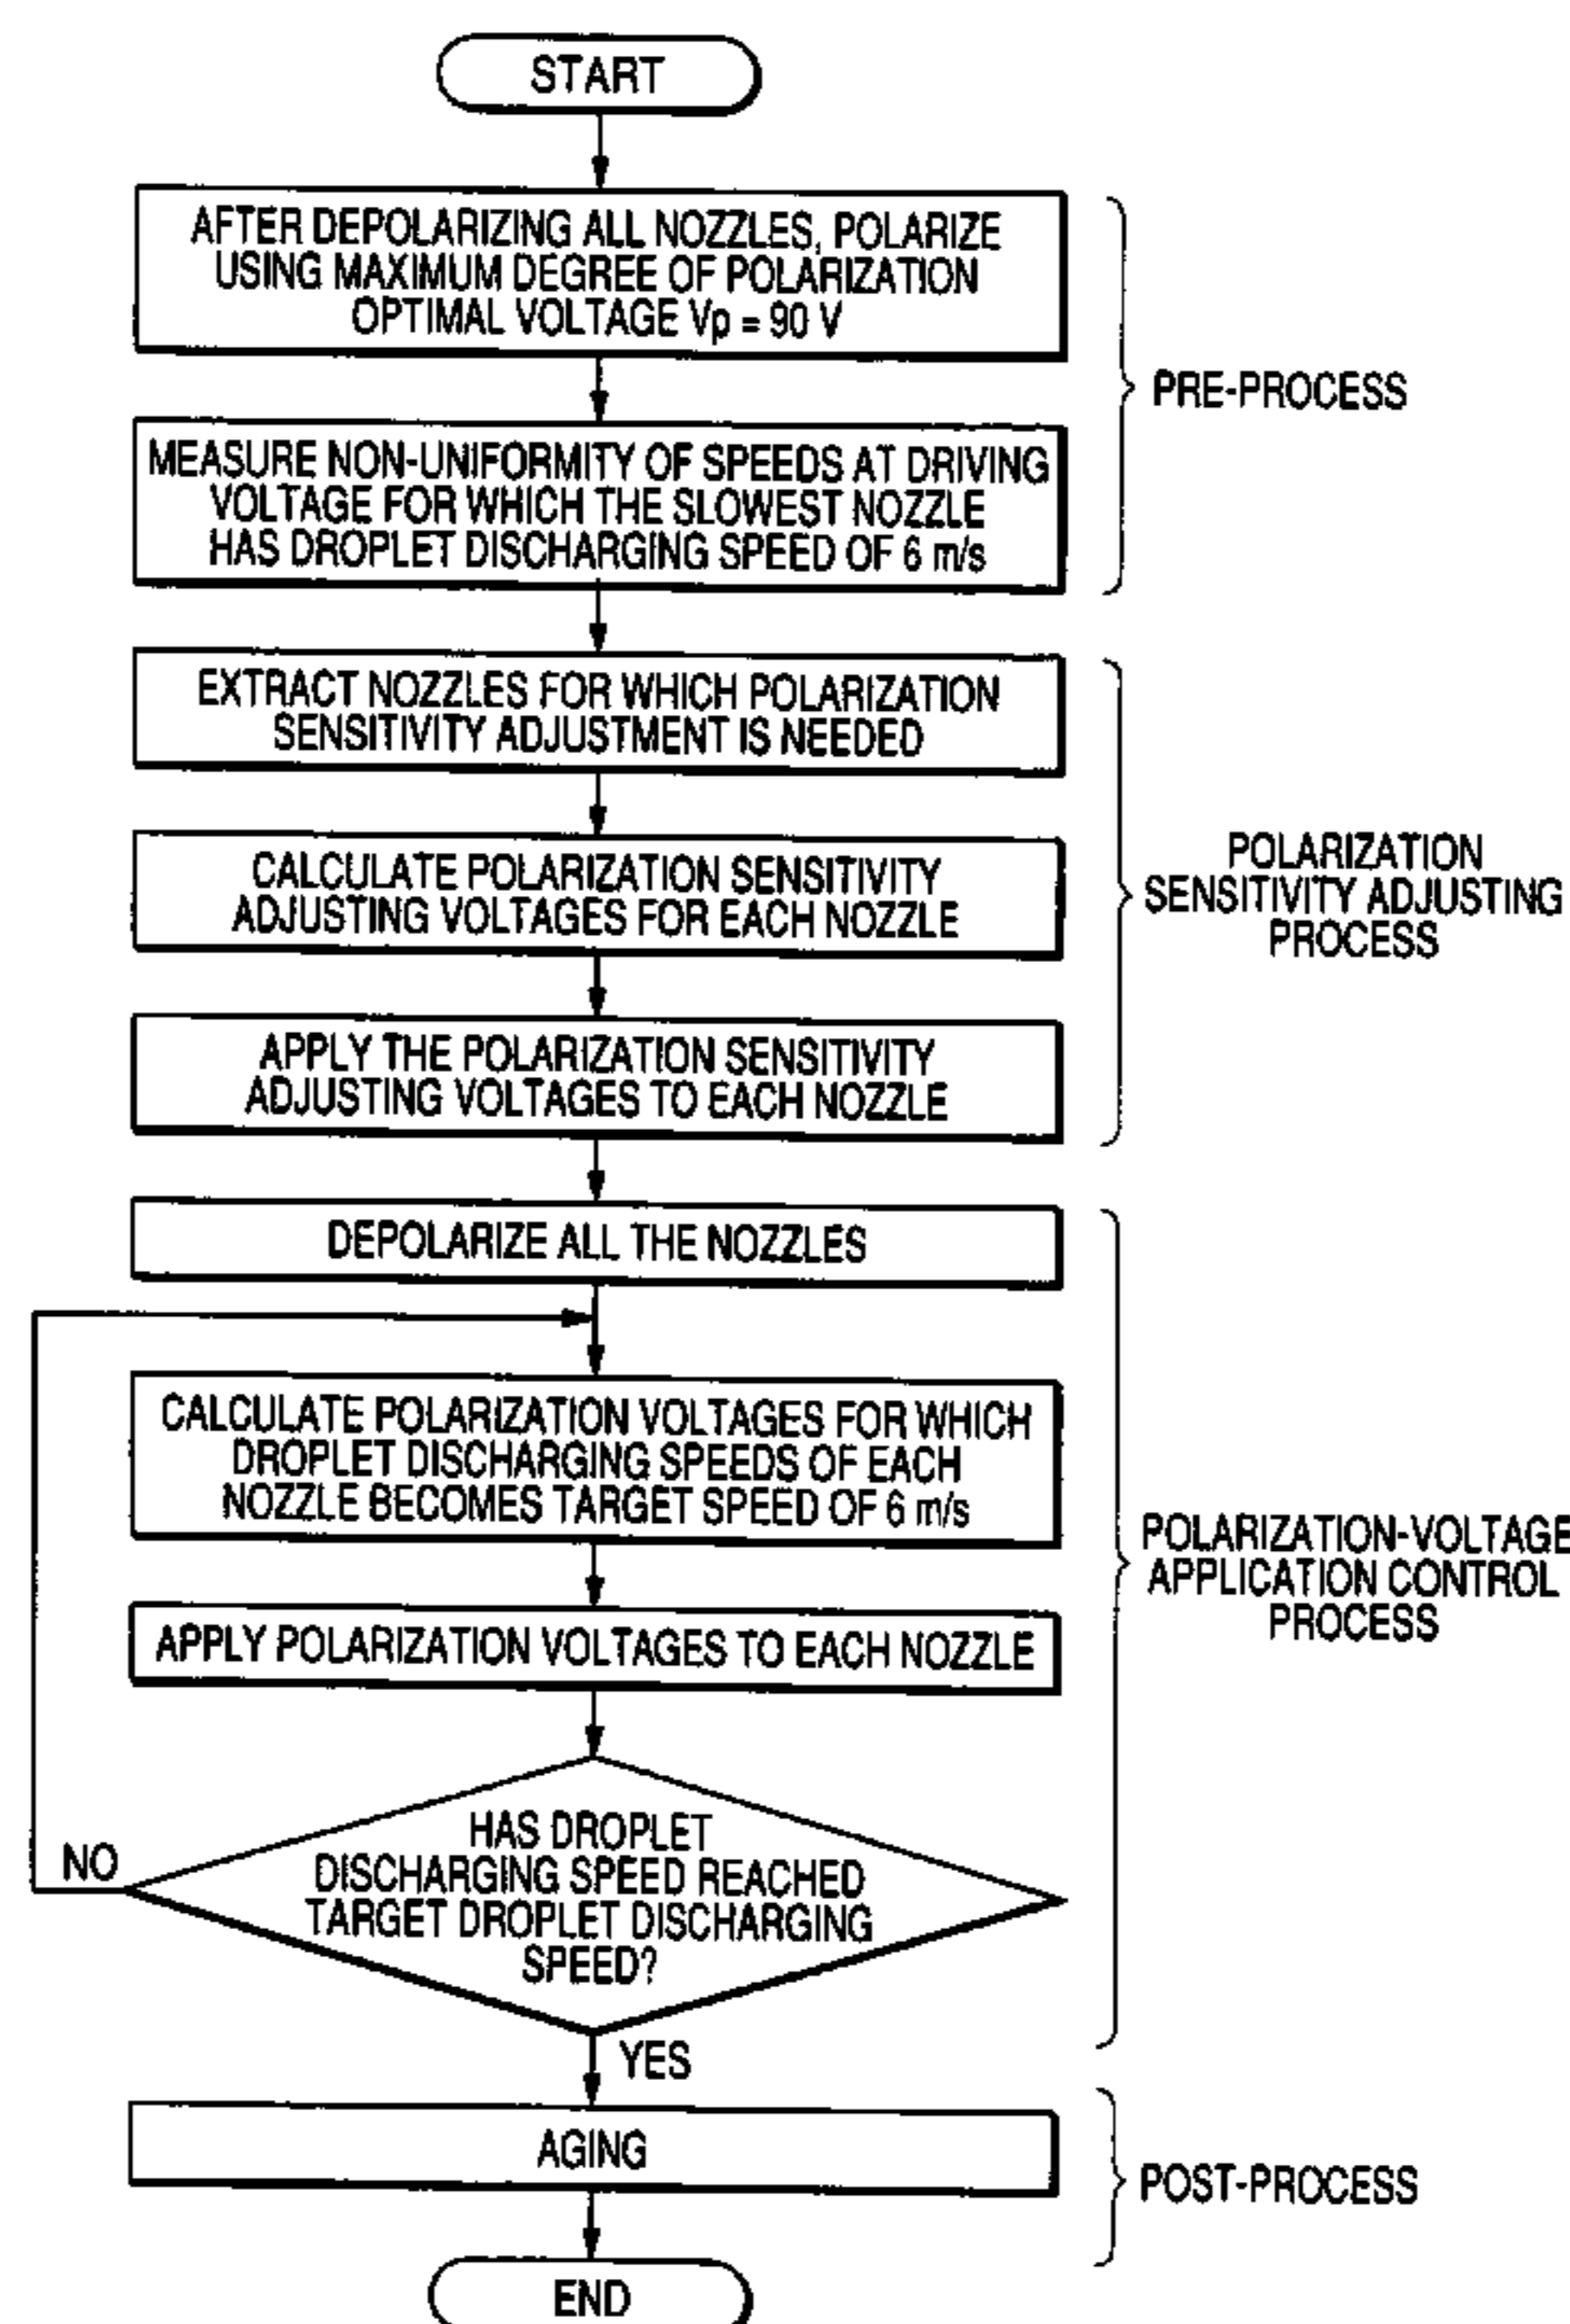 START
AFTER DEPOLARIZING ALL NOZZLES, POLARIZE
USING MAXIMUM DEGREE OF POLARIZATION
OPTIMAL VOLTAGE Vp = 90 V
PRE-PROCESS
MEASURE NON-UNIFORMITY OF SPEEDS AT DRIVING
VOLTAGE FOR WHICH THE SLOWEST NOZZLE
HAS DROPLET DISCHARGING SPEED OF 6 m/s
EXTRACT NOZZLES FOR WHICH POLARIZATION
SENSITIVITY ADJUSTMENT IS NEEDED
CALCULATE POLARIZATION SENSITIVITY
ADJUSTING VOLTAGES FOR EACH NOZZLE
POLARIZATION
SENSITIVITY ADJUSTING
PROCESS
APPLY THE POLARIZATION SENSITIVITY
ADJUSTING VOLTAGES TO EACH NOZZLE
DEPOLARIZE ALL THE NOZZLES
CALCULATE POLARIZATION VOLTAGES FOR WHICH
DROPLET DISCHARGING SPEEDS OF EACH
NOZZLE BECOMES TARGET SPEED OF 6 m/s
POLARIZATION-VOLTAGE
APPLICATION CONTROL
PROCESS
APPLY POLARIZATION VOLTAGES TO EACH NOZZLE
HAS DROPLET
DISCHARGING SPEED REACHED
TARGET DROPLET DISCHARGING
SPEED?
NO
YES
AGING
POST-PROCESS
END